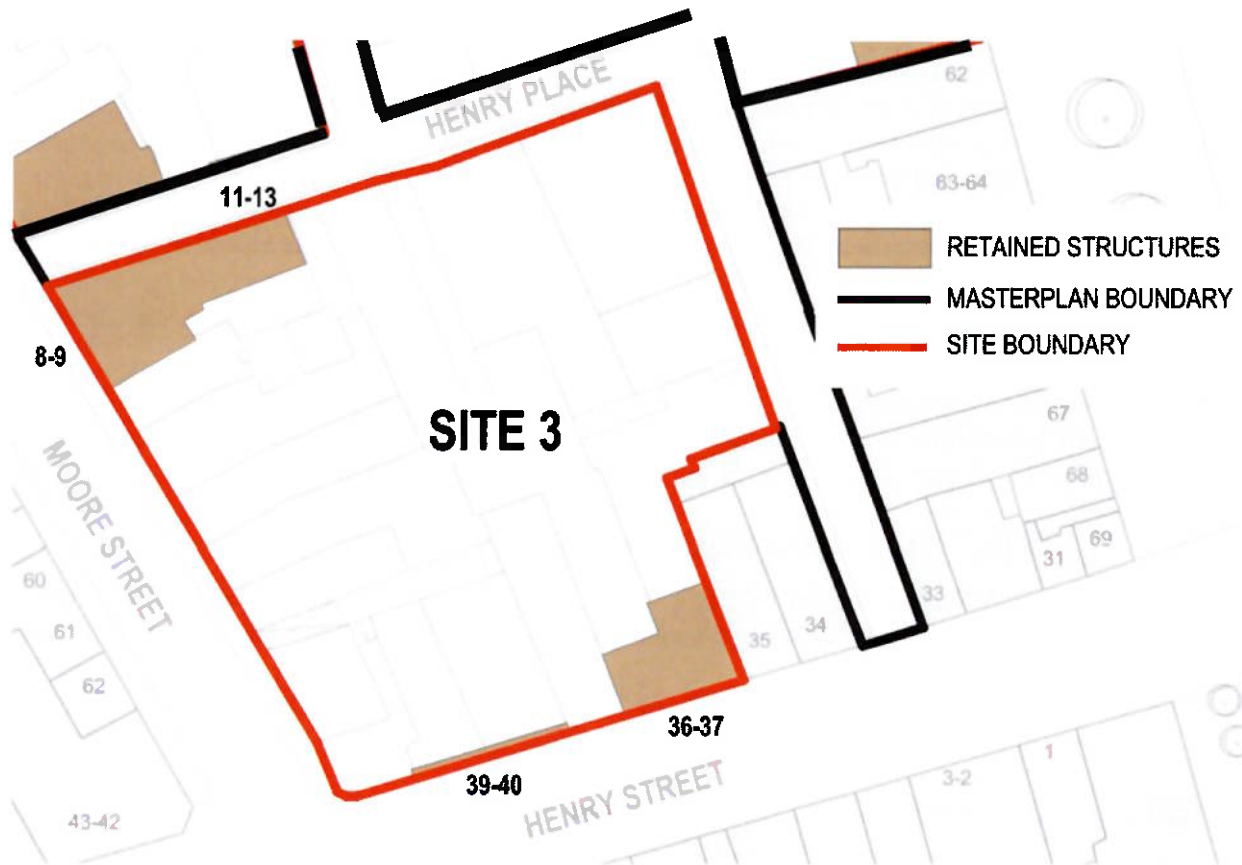 HENRY PLACE
62
11-13
63-64
RETAINED STRUCTURES
MASTERPLAN BOUNDARY
SITE BOUNDARY
8-9
SITE 3
67
MOORE STREET
68
31
69
60
33
61
34
35
62
36-37
39-40
HENRY STREET
3-2
1
43-42